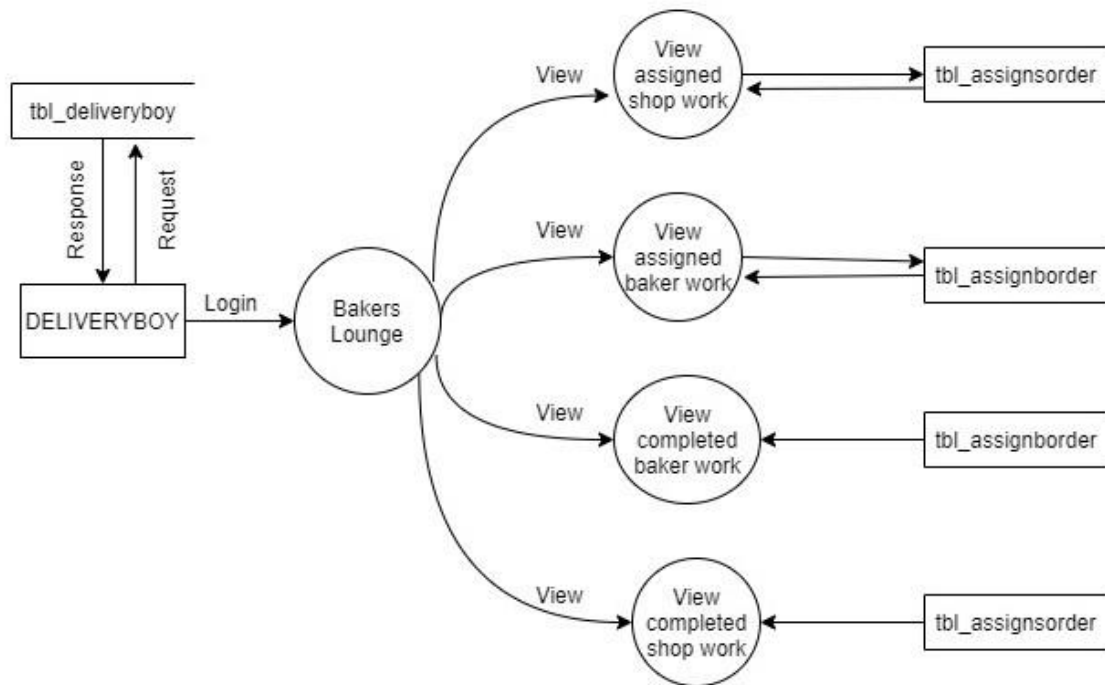 View
View
assigned
shop work
tbl_assignsorder
tbl_deliveryboy
Response
Request
View
View
assigned
baker work
tbl_assignborder
DELIVERYBOY
Login
Bakers
Lounge
View
View
completed
baker work
tbl_assignborder
View
View
completed
shop work
tbl_assignsorder